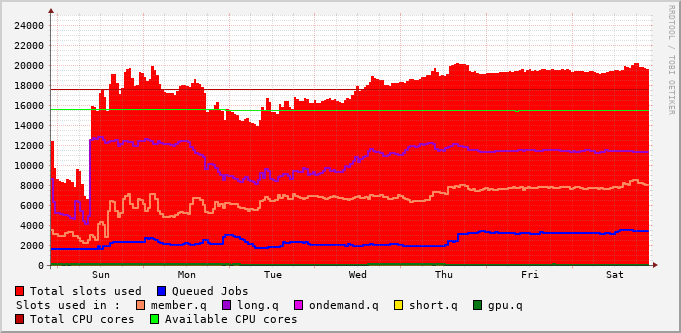 RRDTOOL / TOBI OETIKER
24000
22000
20000
18000
16000
14000
12000
10000
8000
6000
4000
2000
0
Sun Mon Tue Wed Thu Fri Sat
Total slots used Queued Jobs
Slots used in : member.q long.q ondemand.q short.q gpu.q
Total CPU cores Available CPU cores